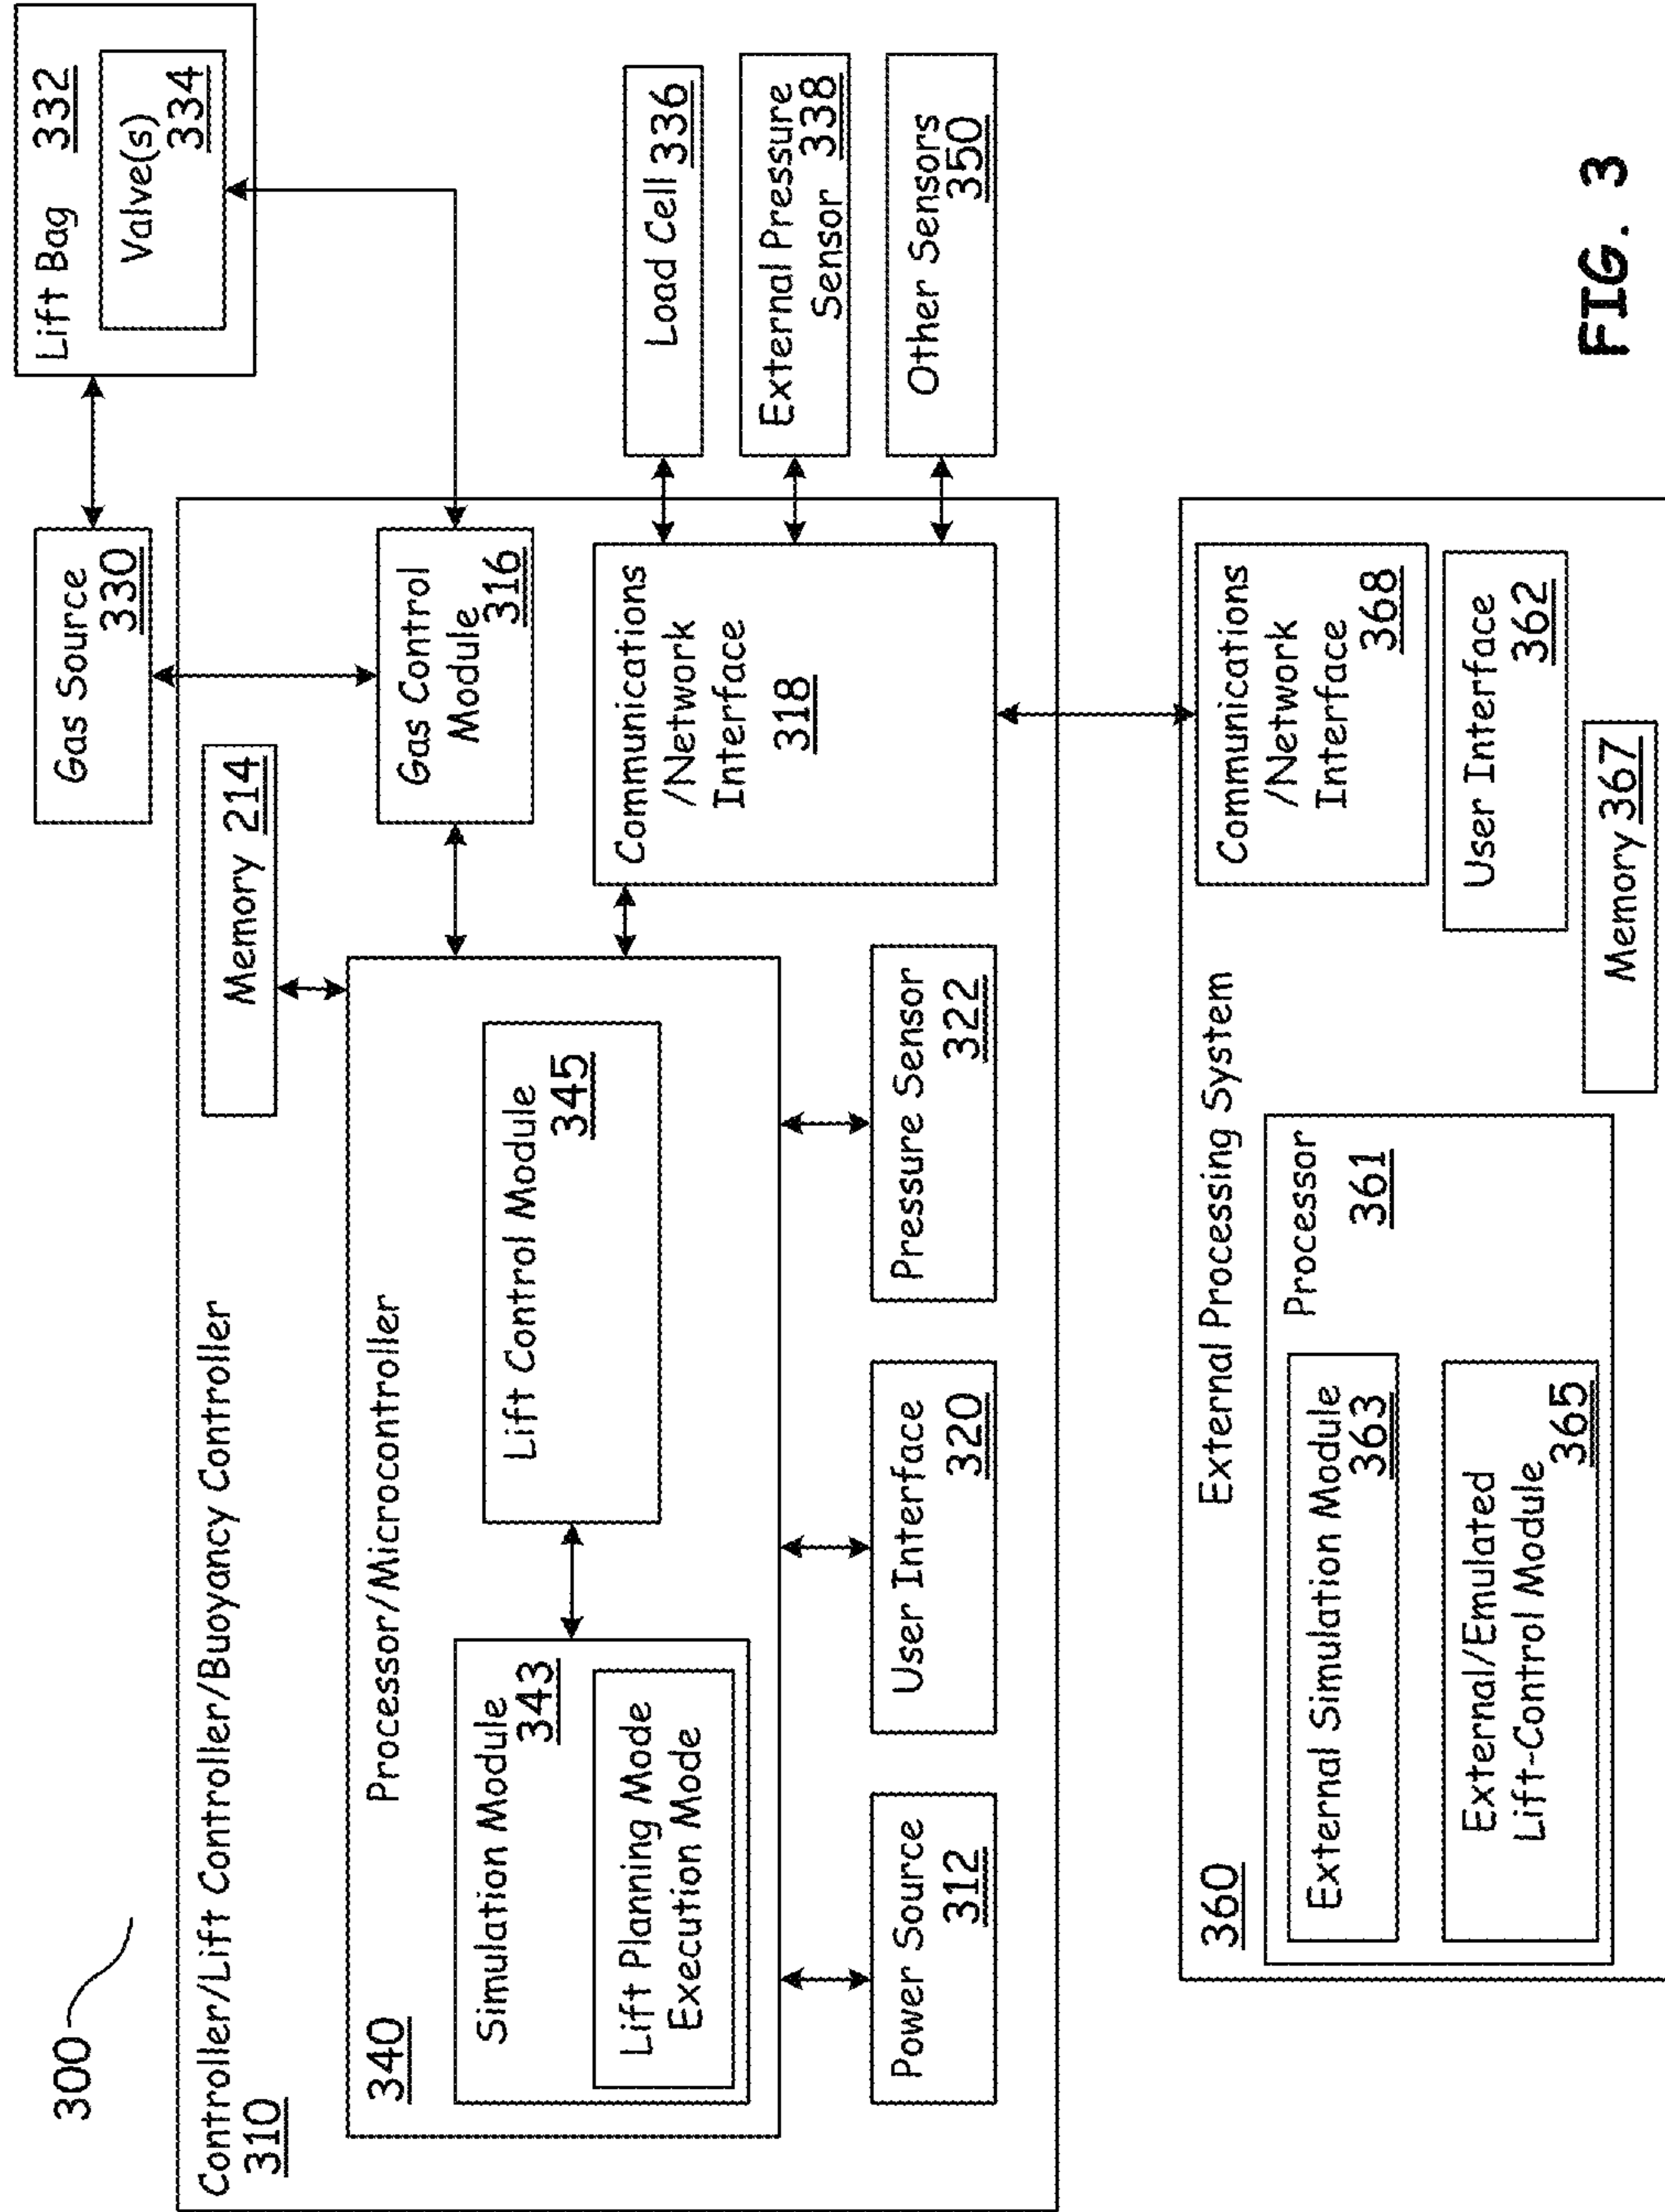 300
Controller/Lift Controller/Buoyancy Controller
310
Memory 214
Gas Source
330
Lift Bag 332
Valve(s)
334
340
Processor/Microcontroller
Simulation Module
343
Lift Planning Mode
Execution Mode
Lift Control Module
345
Gas Control
Module
316
Communications
/Network
Interface
318
Load Cell 336
External Pressure
Sensor 338
Other Sensors
350
Power Source
312
User Interface
320
Pressure Sensor
322
360
External Processing System
Processor
361
External Simulation Module
363
External/Emulated
Lift-Control Module
365
Communications
/Network
Interface
368
User Interface
362
Memory 367
FIG. 3